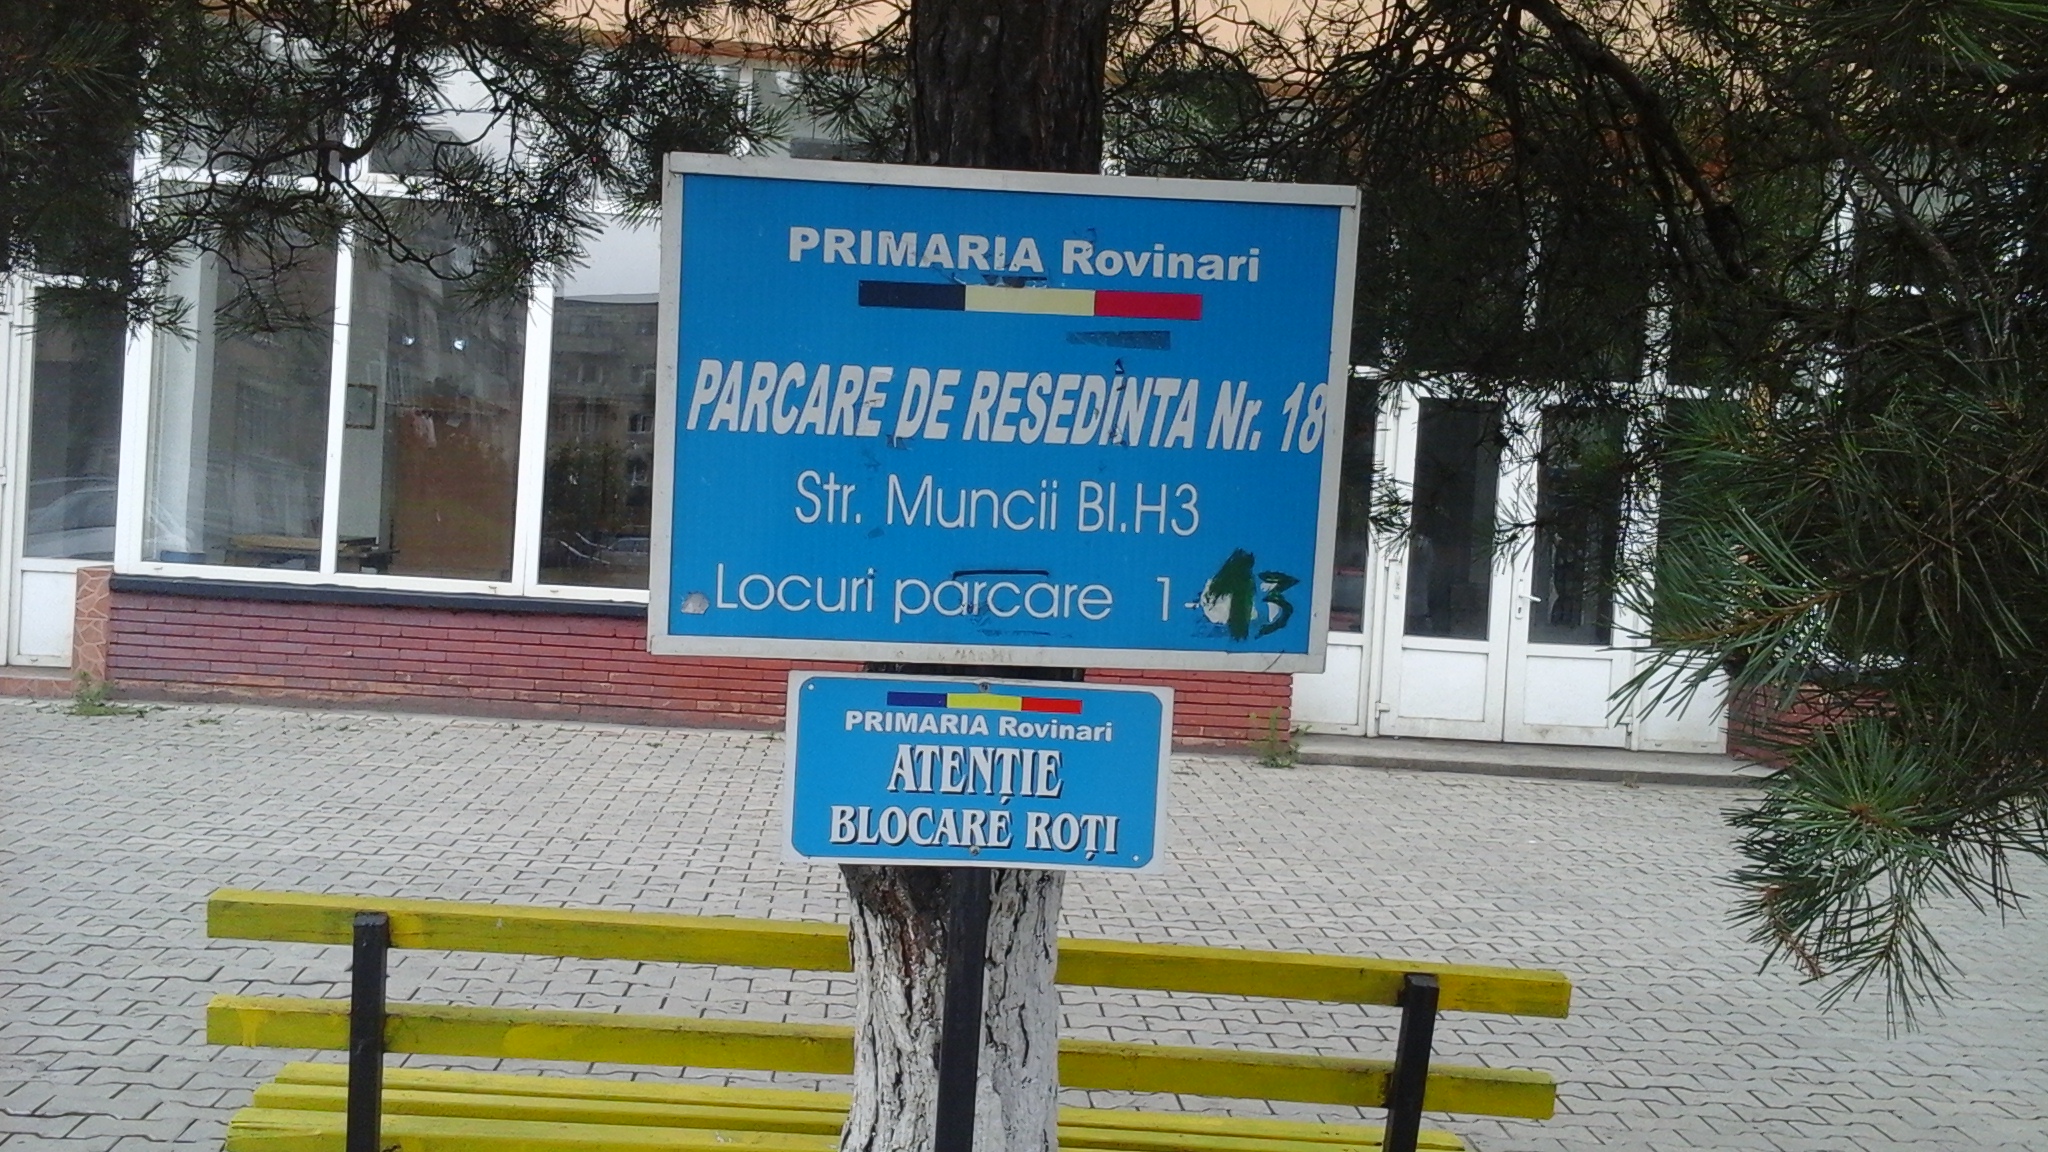 PRIMARIA Rovinari
PARCARE DE RESEDINTA Nr. 18
Str. Muncii Bl.H3
Locuri parcare 1-13
PRIMARIA Rovinari
ATENȚIE
BLOCARE ROȚI